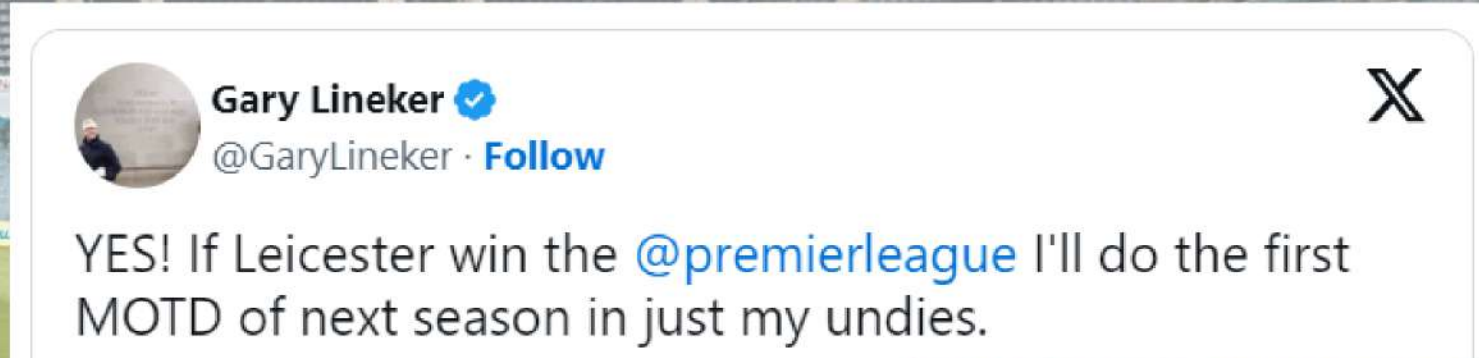 Gary Lineker
@GaryLineker · Follow
YES! If Leicester win the @premierleague I'll do the first
MOTD of next season in just my undies.